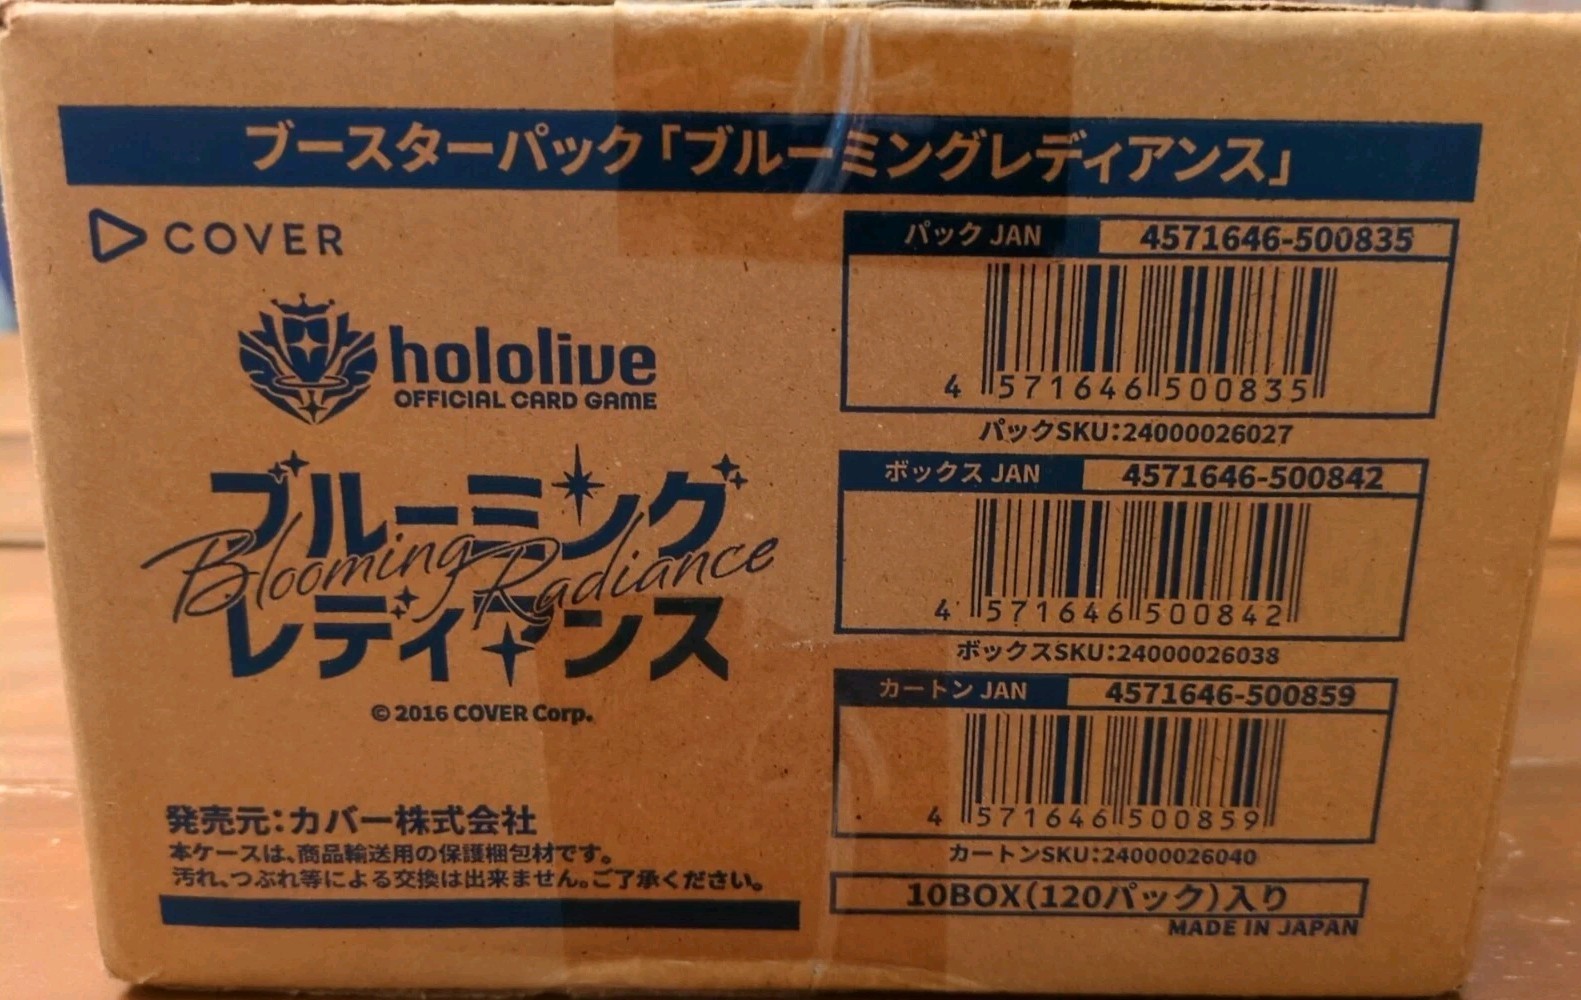 ブースターパック「ブルーミングレディアンス」
COVER
hololive
OFFICIAL CARD GAME
ブルーミング
Blooming Radiance
レディアンス
© 2016 COVER Corp.
発売元:カバー株式会社
本ケースは、商品輸送用の保護梱包材です。
汚れ、つぶれ等による交換は出来ません。ご了承ください。
パック JAN 4571646-500835
4 571646 500835
パックSKU:24000026027
ボックス JAN 4571646-500842
4 571646 500842
ボックスSKU:24000026038
カートン JAN 4571646-500859
4 571646 500859
カートンSKU:24000026040
10BOX(120パック)入り
MADE IN JAPAN